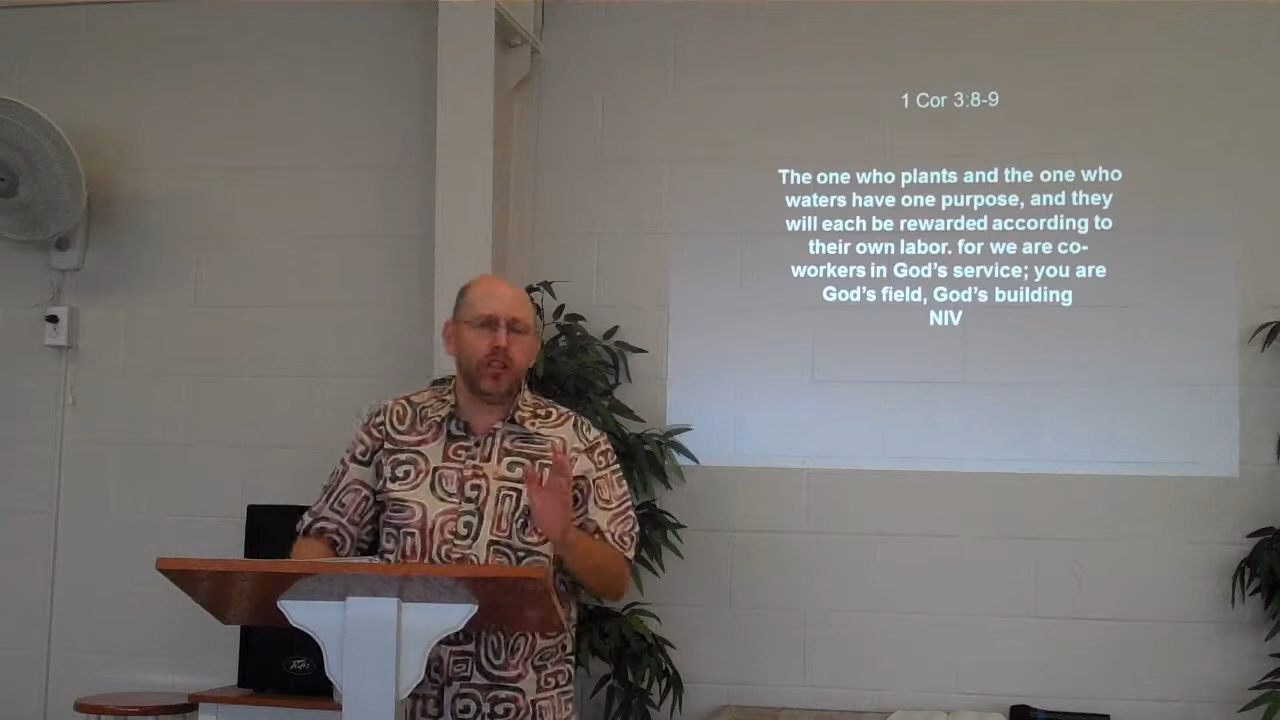 1 Cor 3:8-9
The one who plants and the one who
waters have one purpose, and they
will each be rewarded according to
their own labor. for we are co-
workers in God's service; you are
God's field, God's building
NIV
Peavey